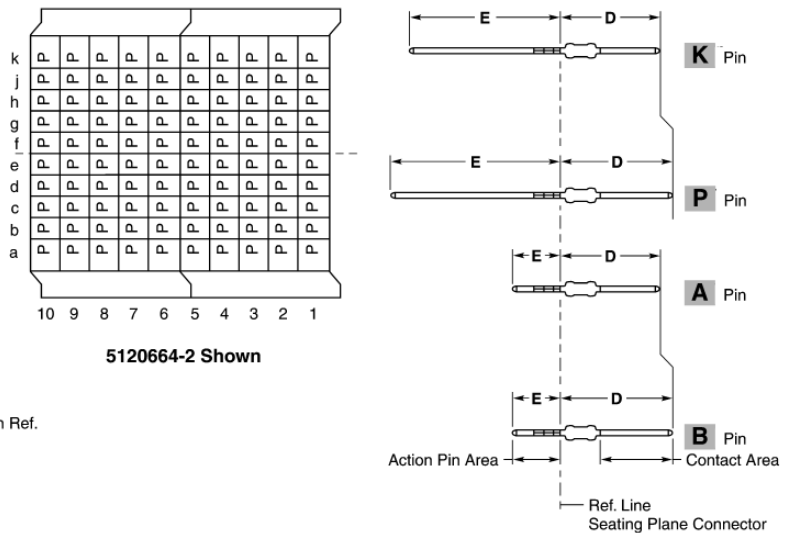 k P P P P P P P P P P
j P P P P P P P P P P
h P P P P P P P P P P
g P P P P P P P P P P
f P P P P P P P P P P
e P P P P P P P P P P
d P P P P P P P P P P
c P P P P P P P P P P
b P P P P P P P P P P
a P P P P P P P P P P
10 9 8 7 6 5 4 3 2 1
5120664-2 Shown
Ref.
E D
K Pin
E D
P Pin
E D
A Pin
E D
B Pin
Action Pin Area
Contact Area
Ref. Line
Seating Plane Connector